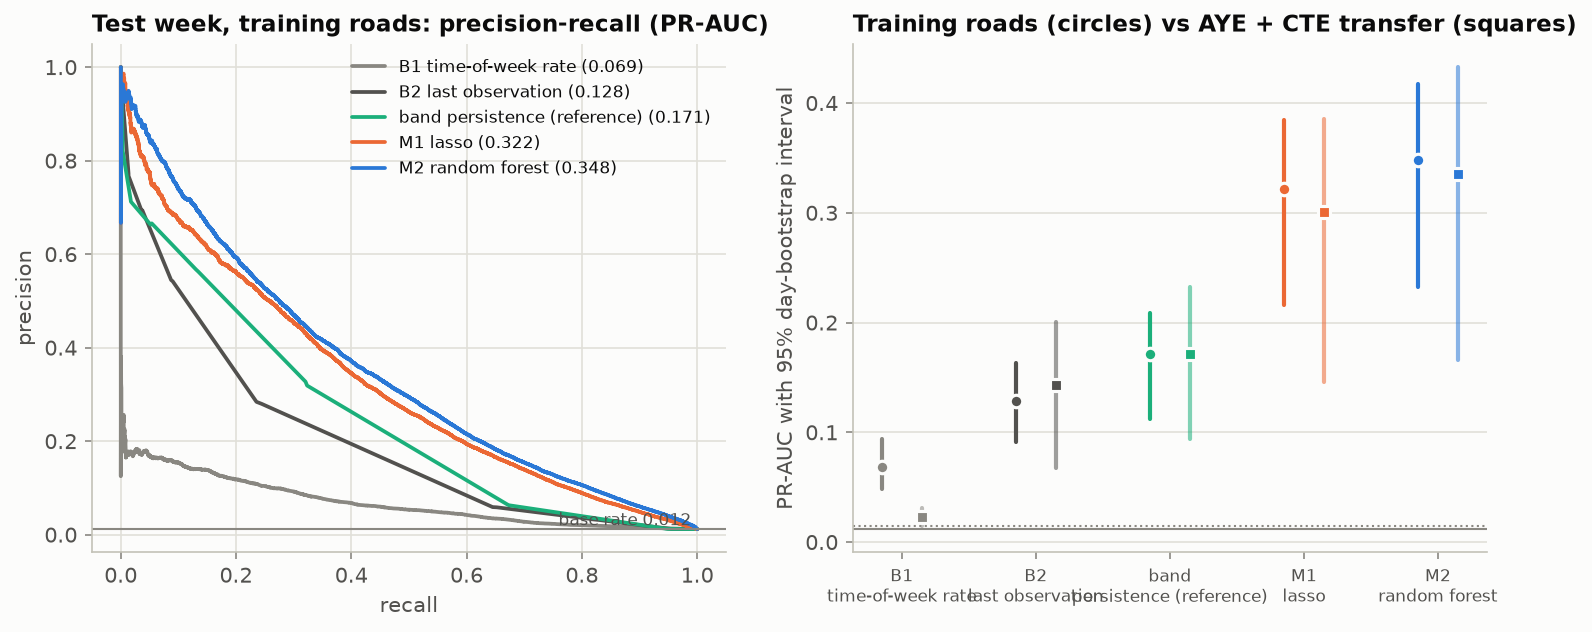 Test week, training roads: precision-recall (PR-AUC)
precision
1.0
0.8
0.6
0.4
0.2
0.0
B1 time-of-week rate (0.069)
B2 last observation (0.128)
band persistence (reference) (0.171)
M1 lasso (0.322)
M2 random forest (0.348)
base rate 0.012
0.0 0.2 0.4 0.6 0.8 1.0
recall
Training roads (circles) vs AYE + CTE transfer (squares)
PR-AUC with 95% day-bootstrap interval
0.4
0.3
0.2
0.1
0.0
B1
time-of-week rate
B2
last observation
band
persistence (reference)
M1
lasso
M2
random forest